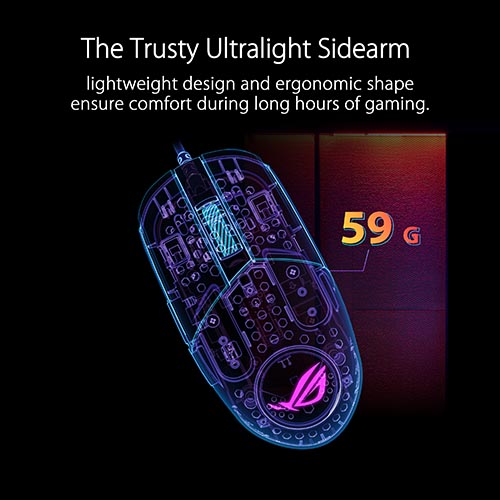 The Trusty Ultralight Sidearm
lightweight design and ergonomic shape
ensure comfort during long hours of gaming.
59 G